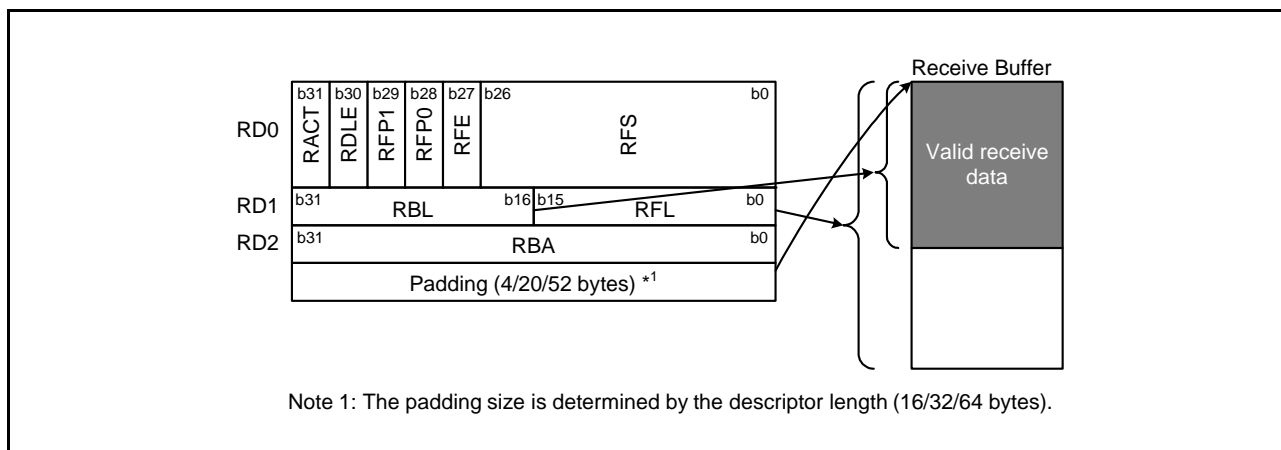 Receive Buffer
b31 b30 b29 b28 b27 b26 b0
RD0 RACT RDLE RFP1 RFP0 RFE RFS
Valid receive
data
RD1 b31 RBL b16 b15 RFL b0
RD2 b31 RBA b0
Padding (4/20/52 bytes) *1
Note 1: The padding size is determined by the descriptor length (16/32/64 bytes).